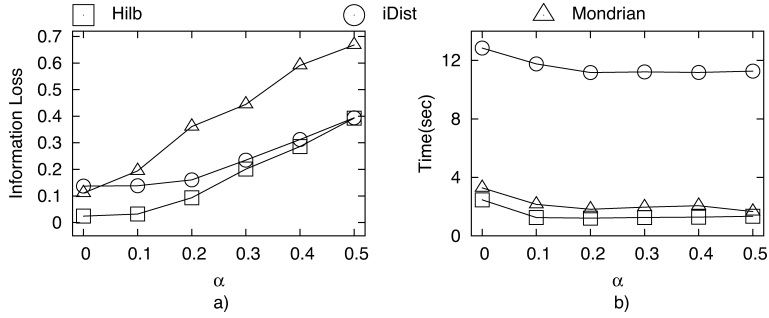 Hilb iDist Mondrian
Information Loss
0.7
0.6
0.5
0.4
0.3
0.2
0.1
0
0 0.1 0.2 0.3 0.4 0.5
α
a)
Time(sec)
12
8
4
0
0 0.1 0.2 0.3 0.4 0.5
α
b)